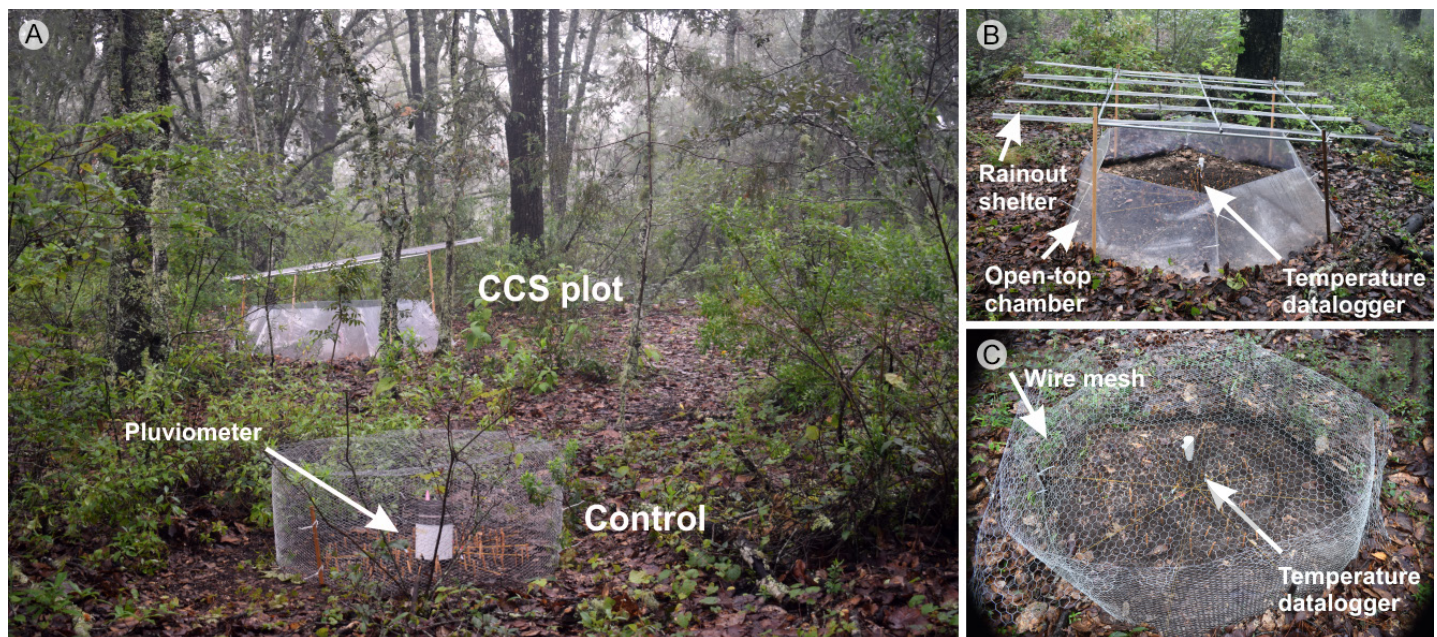 A
CCS plot
Pluviometer
Control
B
Rainout
shelter
Open-top
chamber
Temperature
datalogger
C
Wire mesh
Temperature
datalogger